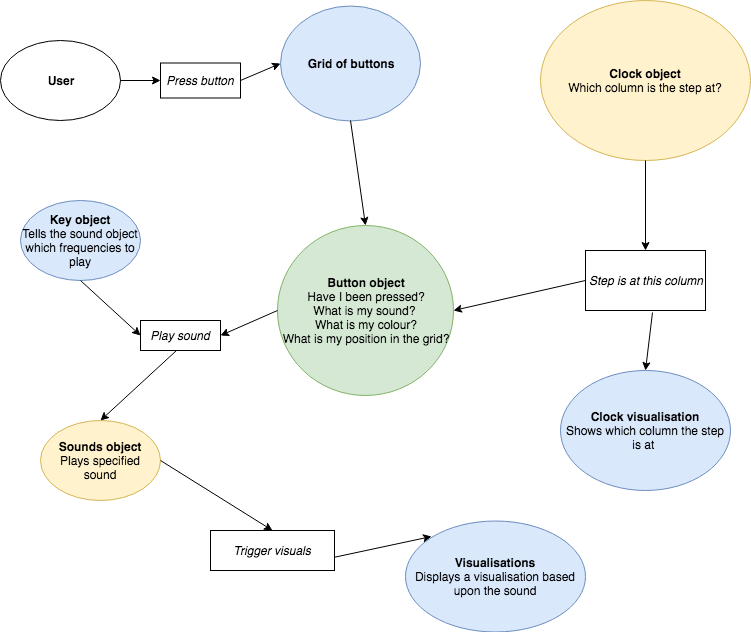 User
Press button
Grid of buttons
Clock object
Which column is the step at?
Key object
Tells the sound object
which frequencies to
play
Button object
Have I been pressed?
What is my sound?
What is my colour?
What is my position in the grid?
Step is at this column
Play sound
Clock visualisation
Shows which column the step
is at
Sounds object
Plays specified
sound
Trigger visuals
Visualisations
Displays a visualisation based
upon the sound